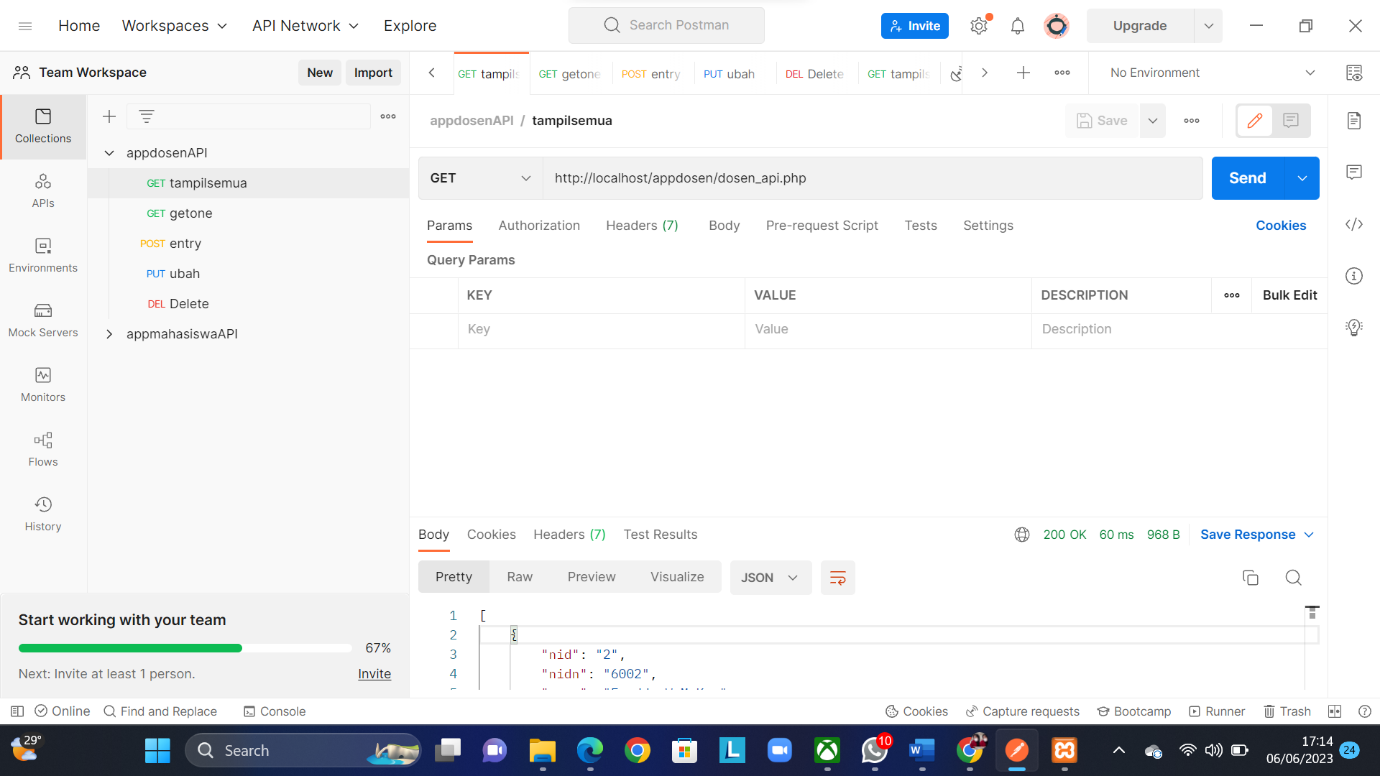 Home Workspaces API Network Explore Search Postman Invite Upgrade
Team Workspace New Import GET tampils GET getone POST entry PUT ubah DEL Delete GET tampils No Environment
Collections
APIs
Environments
Mock Servers
Monitors
Flows
History
appdosenAPI
GET tampilsemua
GET getone
POST entry
PUT ubah
DEL Delete
appmahasiswaAPI
appdosenAPI / tampilsemua Save
GET http://localhost/appdosen/dosen_api.php Send
Params Authorization Headers (7) Body Pre-request Script Tests Settings Cookies
Query Params
KEY VALUE DESCRIPTION Bulk Edit
Key Value Description
Body Cookies Headers (7) Test Results 200 OK 60 ms 968 B Save Response
Pretty Raw Preview Visualize JSON
1 [
2 {
3 "nid": "2",
4 "nidn": "6002",
Start working with your team
67%
Next: Invite at least 1 person. Invite
Online Find and Replace Console Cookies Capture requests Bootcamp Runner Trash
29° Search L 10 W 17:14
06/06/2023 24